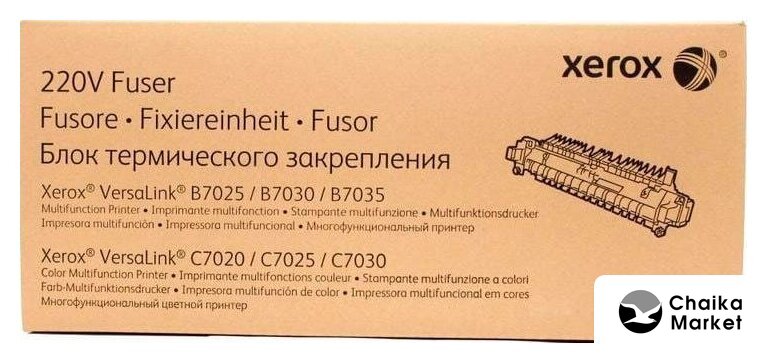 xerox
220V Fuser
Fusore • Fixiereinheit • Fusor
Блок термического закрепления
Xerox® VersaLink® B7025 / B7030 / B7035
Multifunction Printer • Imprimante multifonction • Stampante multifunzione • Multifunktionsdrucker
Impresora multifunción • Impressora multifuncional • Многофункциональный принтер
Xerox® VersaLink® C7020 / C7025 / C7030
Color Multifunction Printer • Imprimante multifonctions couleur • Stampante multifunzione a colori
Farb-Multifunktionsdrucker • Impresora multifunción de color • Impressora multifuncional em cores
Многофункциональный цветной принтер
Chaika
Market